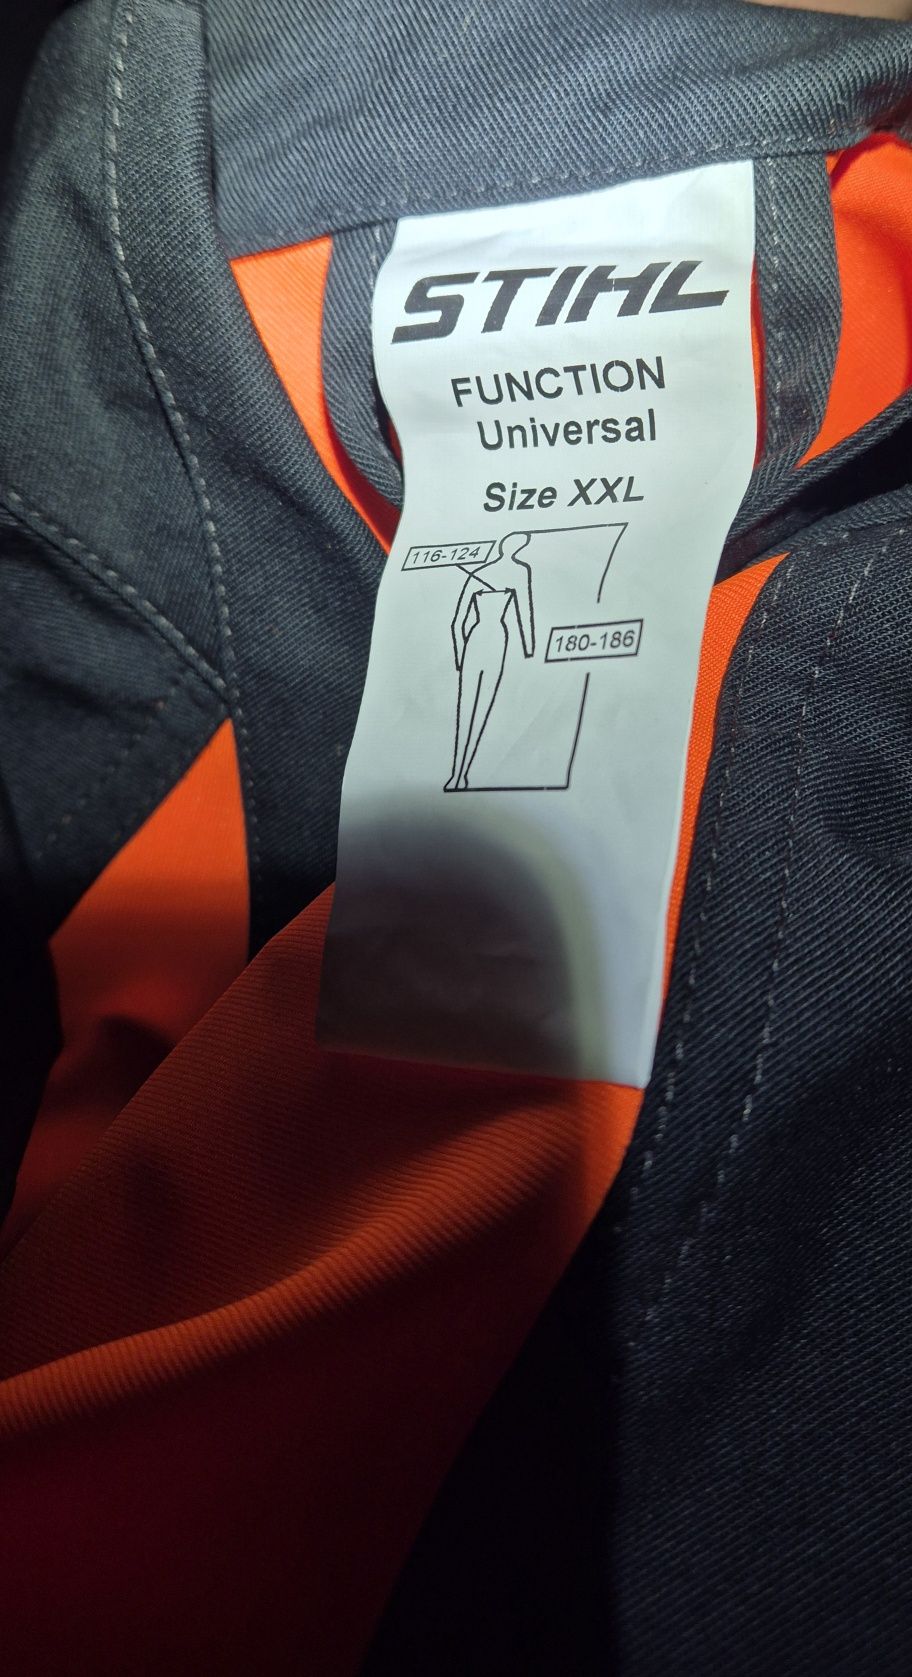 STIHL
FUNCTION
Universal
Size XXL
116-124
180-186